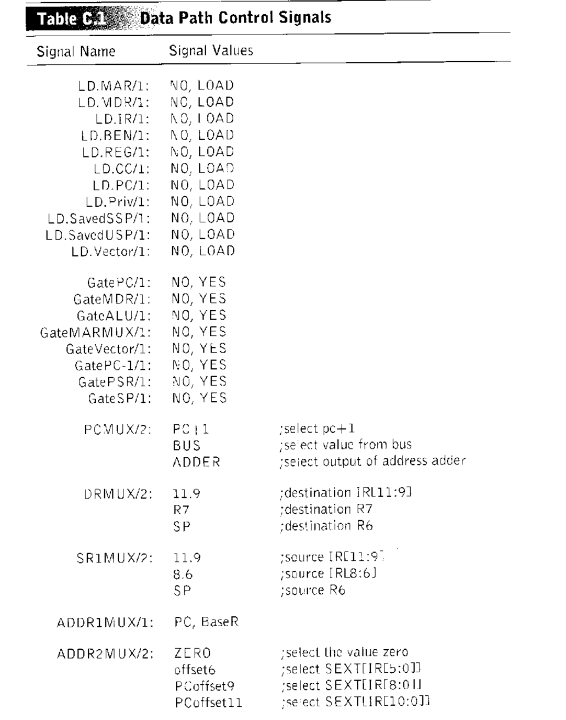 Table C.1 Data Path Control Signals
Signal Name Signal Values
LD.MAR/1: NO, LOAD
LD.MDR/1: NO, LOAD
LD.IR/1: NO, LOAD
LD.BEN/1: NO, LOAD
LD.REG/1: NO, LOAD
LD.CC/1: NO, LOAD
LD.PC/1: NO, LOAD
LD.Priv/1: NO, LOAD
LD.SavedSSP/1: NO, LOAD
LD.SavedUSP/1: NO, LOAD
LD.Vector/1: NO, LOAD
GatePC/1: NO, YES
GateMDR/1: NO, YES
GateALU/1: NO, YES
GateMARMUX/1: NO, YES
GateVector/1: NO, YES
GatePC-1/1: NO, YES
GatePSR/1: NO, YES
GateSP/1: NO, YES
PCMUX/2: PC+1 ;select pc+1
BUS ;select value from bus
ADDER ;select output of address adder
DRMUX/2: 11.9 ;destination IR[11:9]
R7 ;destination R7
SP ;destination R6
SR1MUX/2: 11.9 ;source IR[11:9]
8.6 ;source IR[8:6]
SP ;source R6
ADDR1MUX/1: PC, BaseR
ADDR2MUX/2: ZERO ;select the value zero
offset6 ;select SEXT[IR[5:0]]
PCoffset9 ;select SEXT[IR[8:0]]
PCoffset11 ;select SEXT[IR[10:0]]